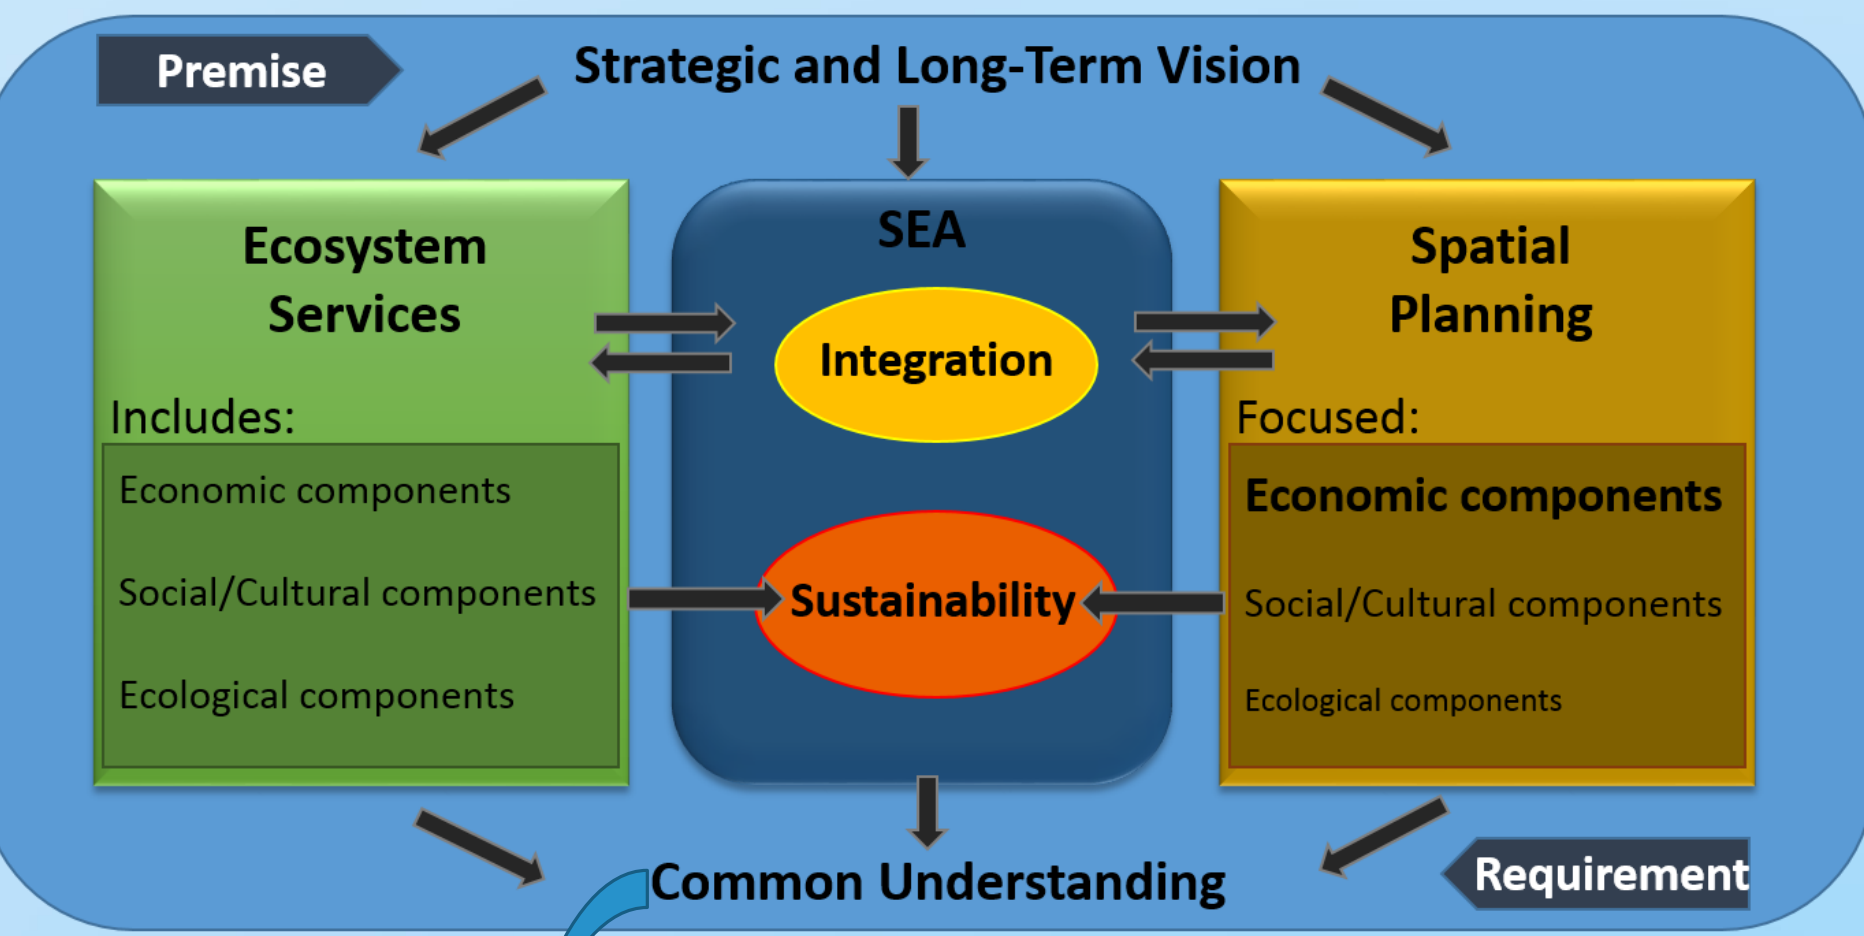 Premise
Strategic and Long-Term Vision
Ecosystem
Services
Includes:
Economic components
Social/Cultural components
Ecological components
SEA
Integration
Sustainability
Spatial
Planning
Focused:
Economic components
Social/Cultural components
Ecological components
Common Understanding
Requirement